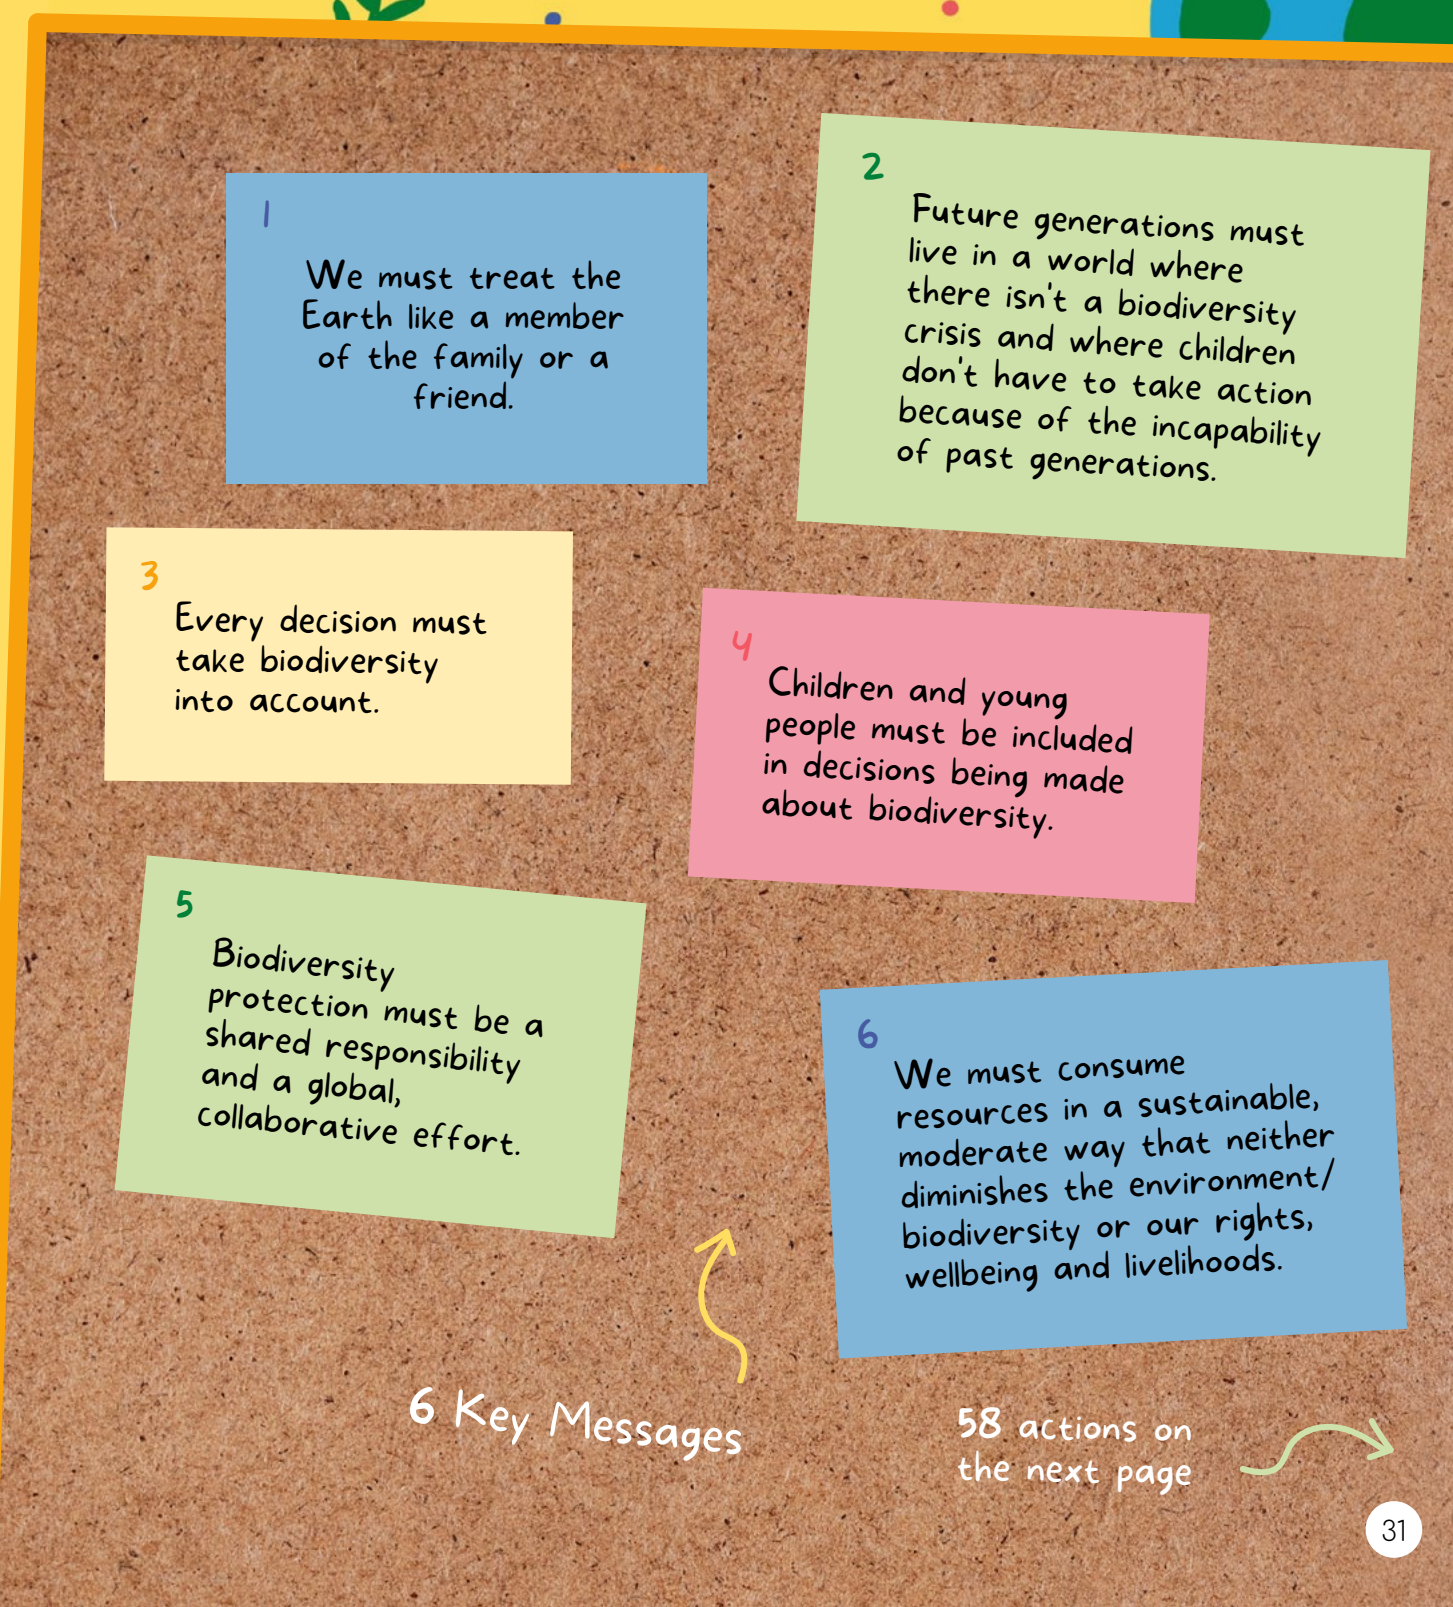 1
We must treat the
Earth like a member
of the family or a
friend.
2
Future generations must
live in a world where
there isn't a biodiversity
crisis and where children
don't have to take action
because of the incapability
of past generations.
3
Every decision must
take biodiversity
into account.
4
Children and young
people must be included
in decisions being made
about biodiversity.
5
Biodiversity
protection must be a
shared responsibility
and a global,
collaborative effort.
6
We must consume
resources in a sustainable,
moderate way that neither
diminishes the environment/
biodiversity or our rights,
wellbeing and livelihoods.
6 Key Messages
58 actions on
the next page
31